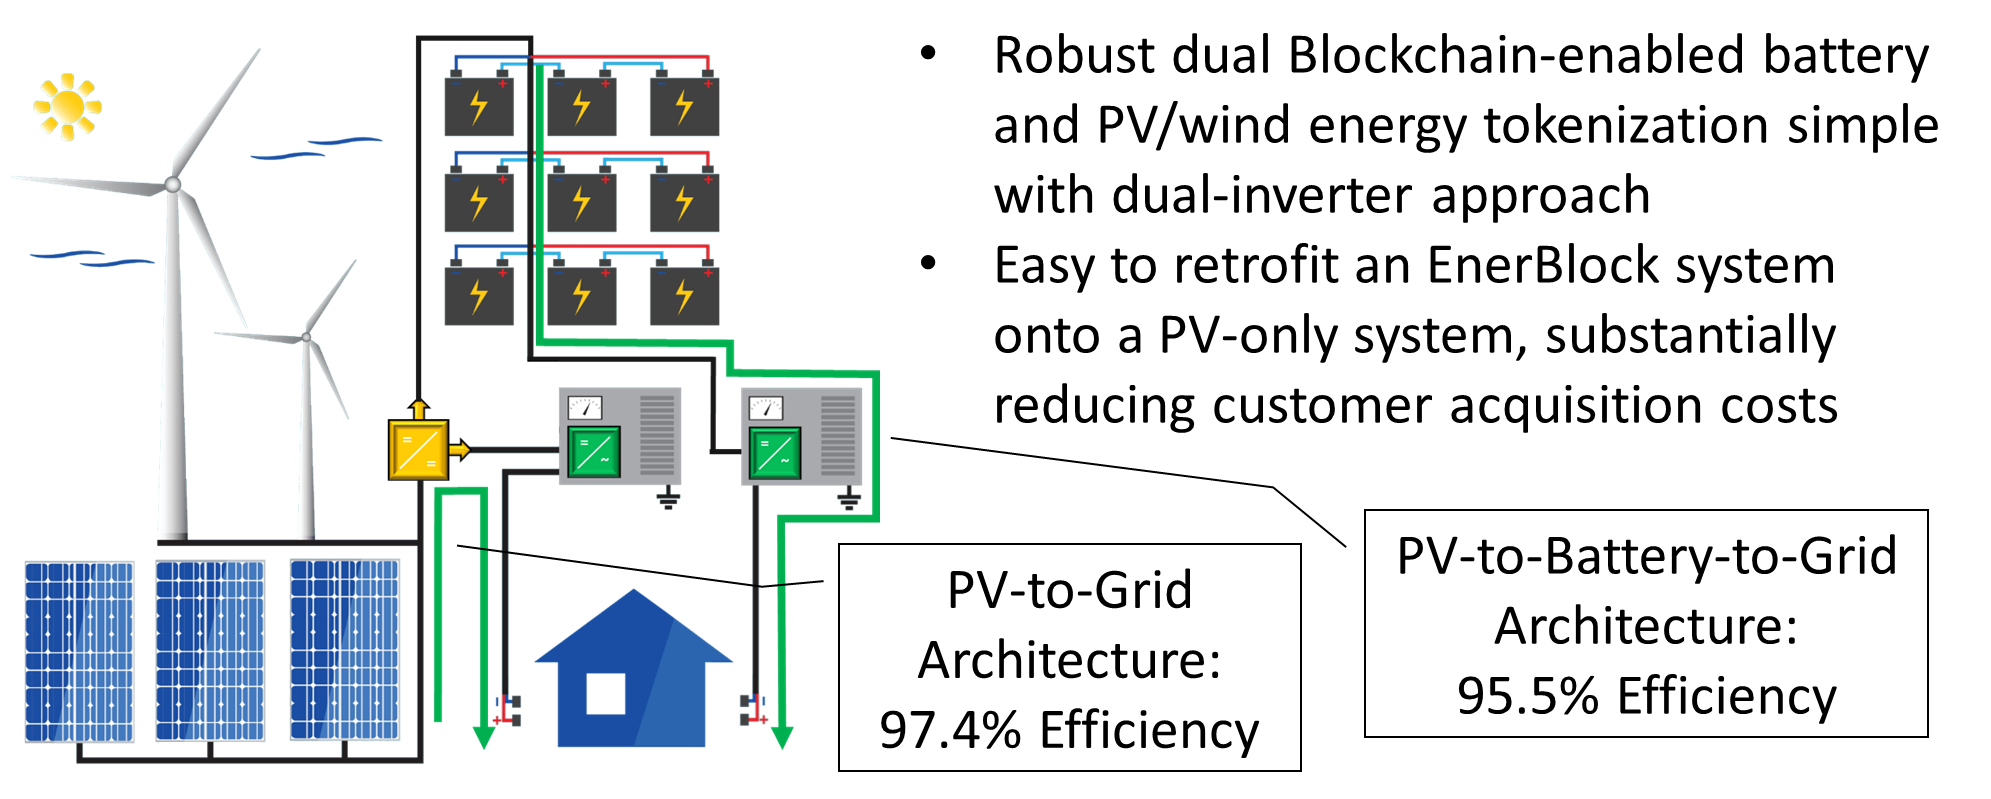 • Robust dual Blockchain-enabled battery
and PV/wind energy tokenization simple
with dual-inverter approach
• Easy to retrofit an EnerBlock system
onto a PV-only system, substantially
reducing customer acquisition costs
PV-to-Grid
Architecture:
97.4% Efficiency
PV-to-Battery-to-Grid
Architecture:
95.5% Efficiency